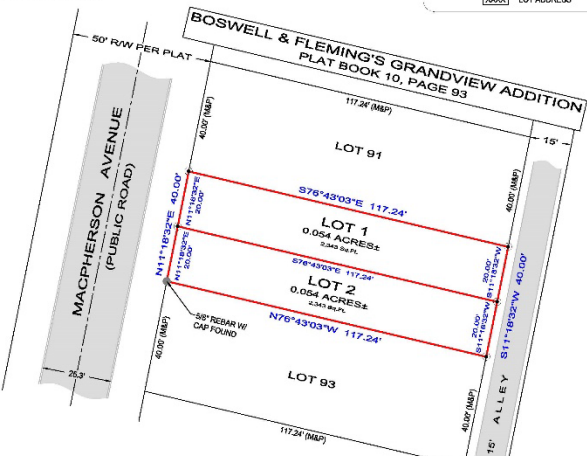 LOT ADDRESS
BOSWELL & FLEMING'S GRANDVIEW ADDITION
PLAT BOOK 10, PAGE 93
50' R/W PER PLAT
117.24' (M&P)
15'
40.00' (M&P)
MACPHERSON AVENUE
(PUBLIC ROAD)
LOT 91
40.00' (M&P)
S76°43'03"E 117.24'
N11°18'32"E 40.00'
N11°18'32"E
20.00'
LOT 1
0.054 ACRES±
2,343 Sq.Ft.
20.00'
S11°18'32"W
S76°43'03"E 117.24'
N11°18'32"E
20.00'
LOT 2
0.054 ACRES±
2,343 Sq.Ft.
20.00'
S11°18'32"W
S11°18'32"W 40.00'
N76°43'03"W 117.24'
5/8" REBAR W/
CAP FOUND
40.00' (M&P)
LOT 93
25.3'
40.00' (M&P)
15' ALLEY
117.24' (M&P)